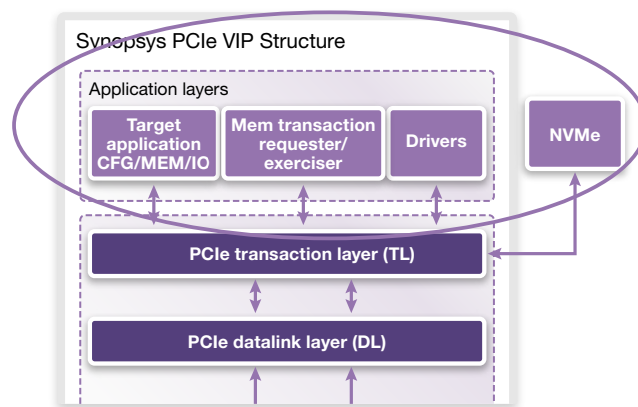 Synopsys PCIe VIP Structure
Application layers
Target
application
CFG/MEM/IO
Mem transaction
requester/
exerciser
Drivers
NVMe
PCIe transaction layer (TL)
PCIe datalink layer (DL)